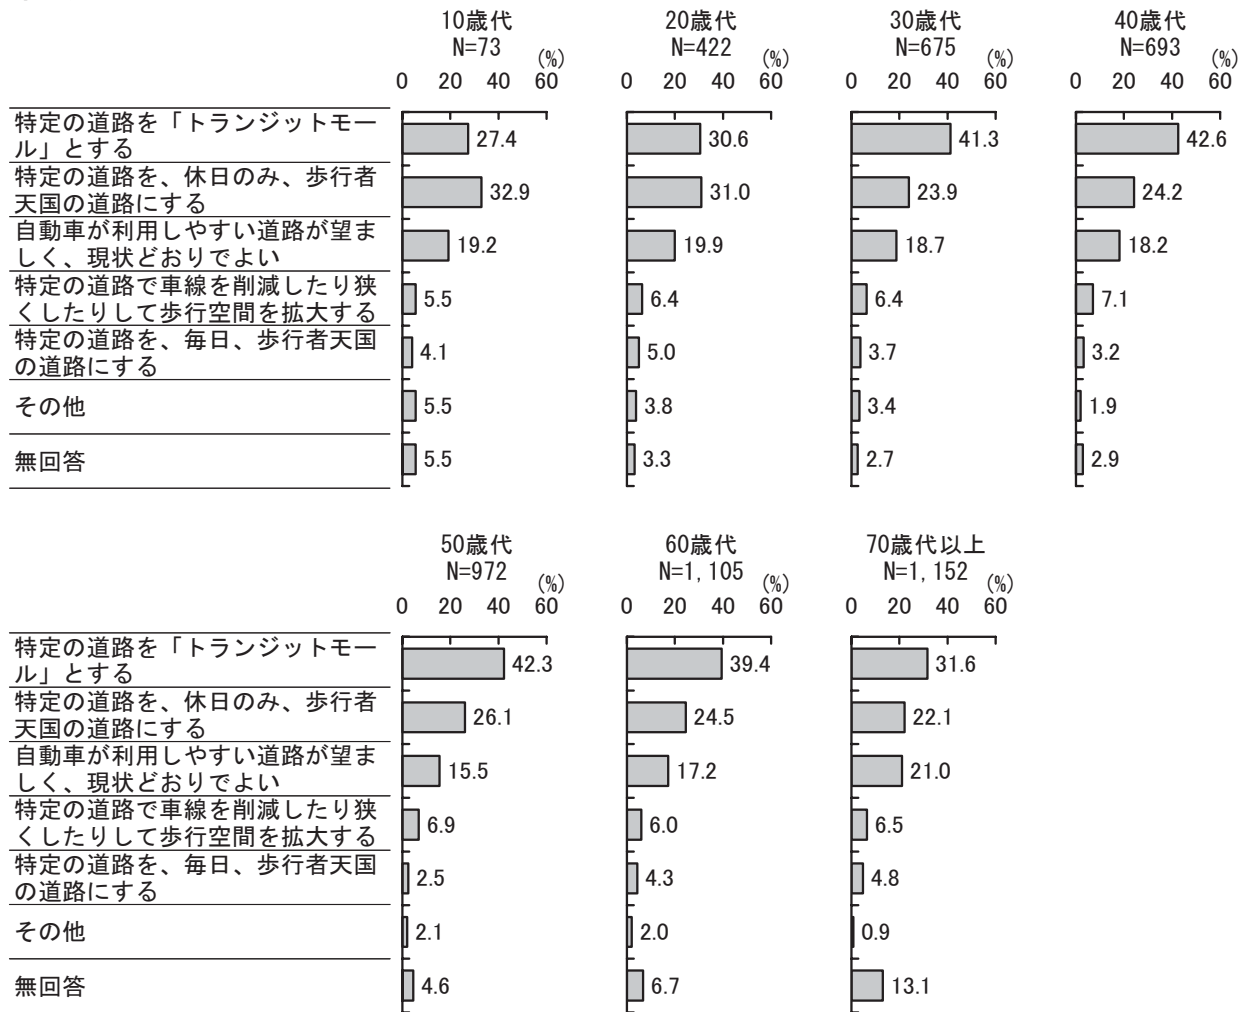 10歳代 20歳代 30歳代 40歳代
N=73 N=422 N=675 N=693
(%) (%) (%) (%)
0 20 40 60 0 20 40 60 0 20 40 60 0 20 40 60
特定の道路を「トランジットモー
ル」とする 27.4 30.6 41.3 42.6
特定の道路を、休日のみ、歩行者
天国の道路にする 32.9 31.0 23.9 24.2
自動車が利用しやすい道路が望ま
しく、現状どおりでよい 19.2 19.9 18.7 18.2
特定の道路で車線を削減したり狭
くしたりして歩行空間を拡大する 5.5 6.4 6.4 7.1
特定の道路を、毎日、歩行者天国
の道路にする 4.1 5.0 3.7 3.2
その他 5.5 3.8 3.4 1.9
無回答 5.5 3.3 2.7 2.9
50歳代 60歳代 70歳代以上
N=972 N=1,105 N=1,152
(%) (%) (%)
0 20 40 60 0 20 40 60 0 20 40 60
特定の道路を「トランジットモー
ル」とする 42.3 39.4 31.6
特定の道路を、休日のみ、歩行者
天国の道路にする 26.1 24.5 22.1
自動車が利用しやすい道路が望ま
しく、現状どおりでよい 15.5 17.2 21.0
特定の道路で車線を削減したり狭
くしたりして歩行空間を拡大する 6.9 6.0 6.5
特定の道路を、毎日、歩行者天国
の道路にする 2.5 4.3 4.8
その他 2.1 2.0 0.9
無回答 4.6 6.7 13.1